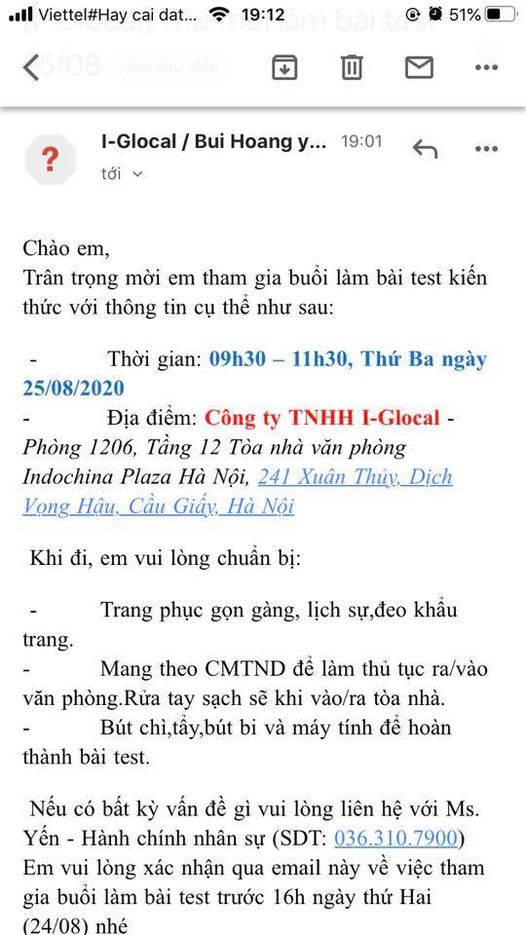 Viettel#Hay cai dat... 19:12 51%
[I-Glocal] Thư mời làm bài test
25/08 Hộp thư đến
?
I-Glocal / Bui Hoang y... 19:01
tới
Chào em,
Trân trọng mời em tham gia buổi làm bài test kiến
thức với thông tin cụ thể như sau:
- Thời gian: 09h30 – 11h30, Thứ Ba ngày
25/08/2020
- Địa điểm: Công ty TNHH I-Glocal -
Phòng 1206, Tầng 12 Tòa nhà văn phòng
Indochina Plaza Hà Nội, 241 Xuân Thủy, Dịch
Vọng Hậu, Cầu Giấy, Hà Nội
Khi đi, em vui lòng chuẩn bị:
- Trang phục gọn gàng, lịch sự,đeo khẩu
trang.
- Mang theo CMTND để làm thủ tục ra/vào
văn phòng.Rửa tay sạch sẽ khi vào/ra tòa nhà.
- Bút chì,tẩy,bút bi và máy tính để hoàn
thành bài test.
Nếu có bất kỳ vấn đề gì vui lòng liên hệ với Ms.
Yến - Hành chính nhân sự (SDT: 036.310.7900)
Em vui lòng xác nhận qua email này về việc tham
gia buổi làm bài test trước 16h ngày thứ Hai
(24/08) nhé